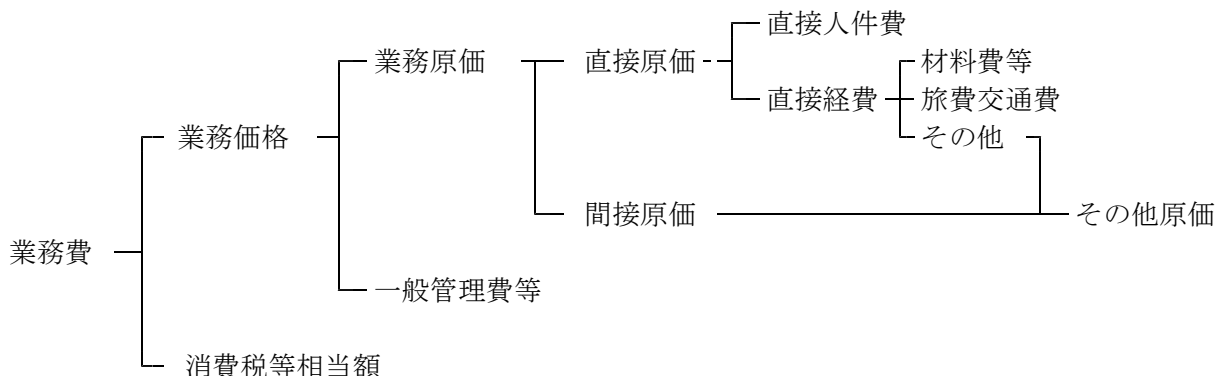 直接人件費
業務原価 直接原価 材料費等
直接経費 旅費交通費
業務価格 その他
間接原価 その他原価
業務費
一般管理費等
消費税等相当額